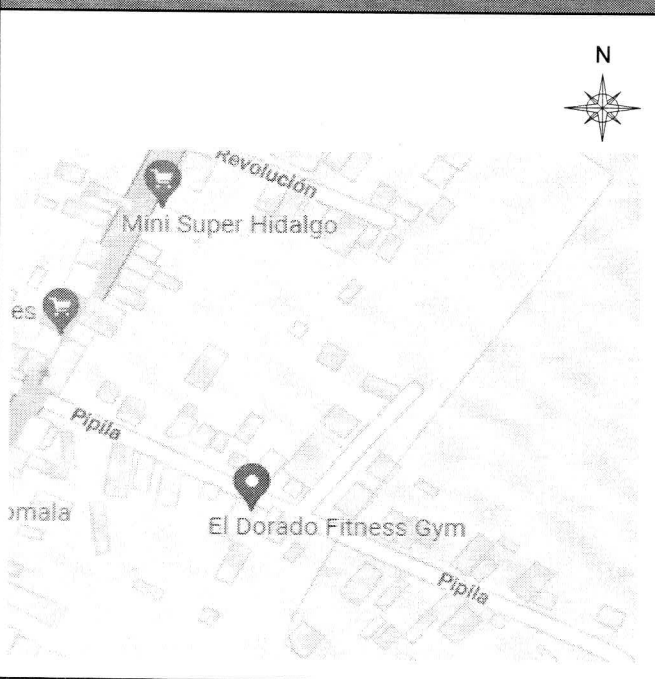 N
Revolución
Mini Super Hidalgo
es
Pipila
omala
El Dorado Fitness Gym
Pipila